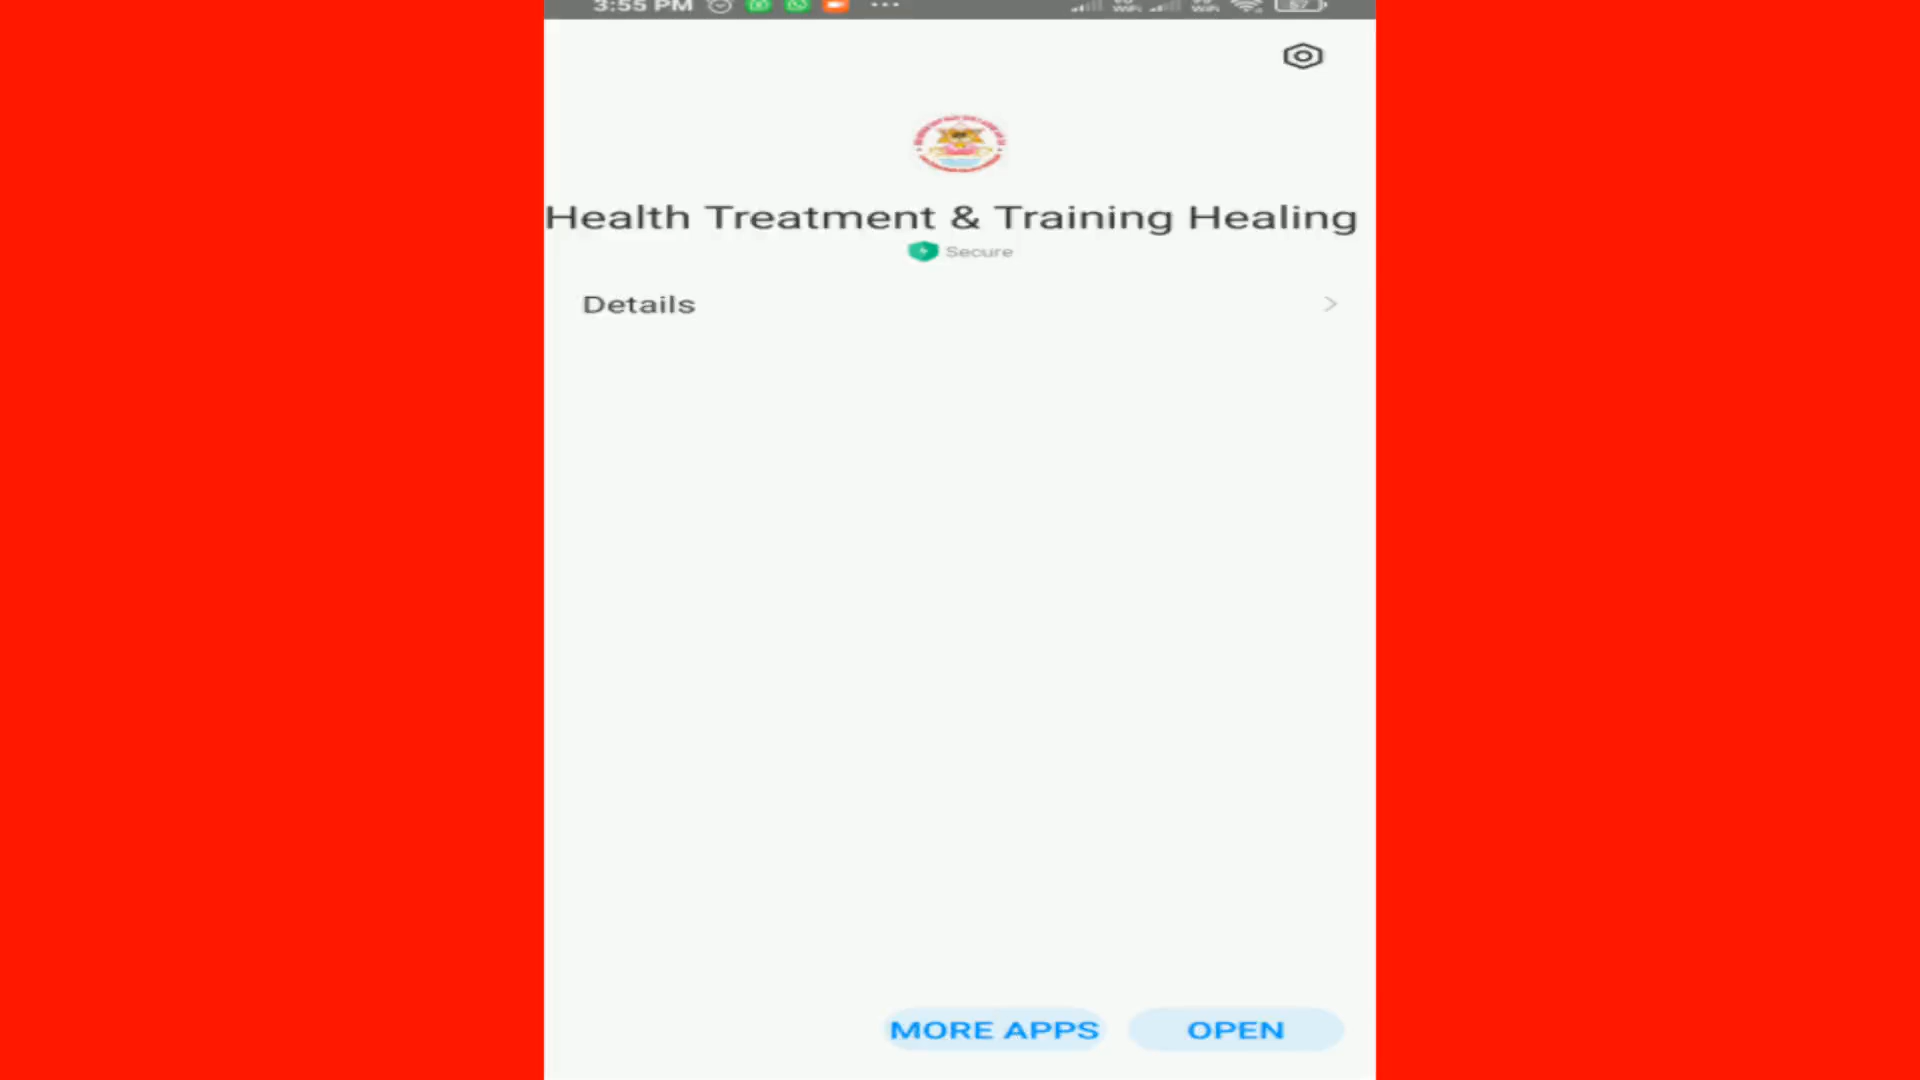 3:55 PM
Health Treatment & Training Healing
Secure
Details
MORE APPS
OPEN